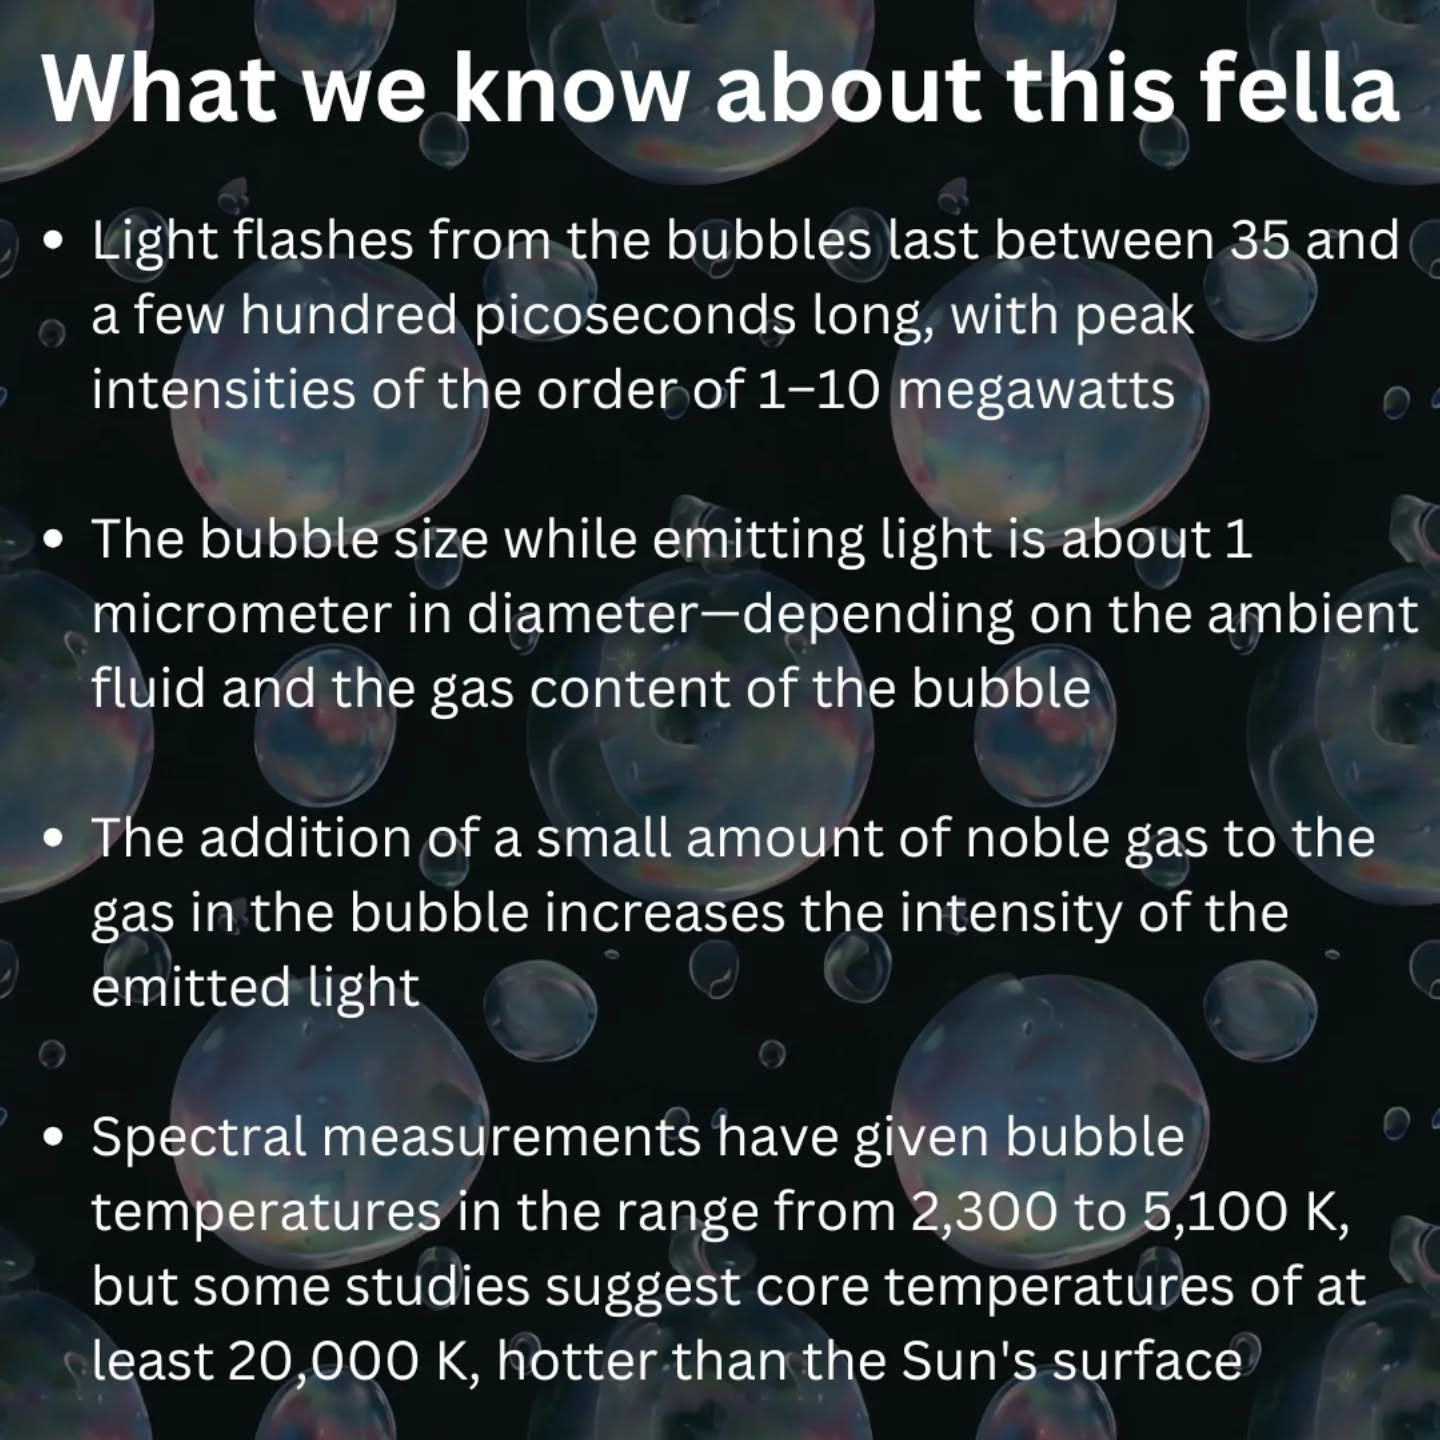 What we know about this fella
• Light flashes from the bubbles last between 35 and
a few hundred picoseconds long, with peak
intensities of the order of 1–10 megawatts
• The bubble size while emitting light is about 1
micrometer in diameter—depending on the ambient
fluid and the gas content of the bubble
• The addition of a small amount of noble gas to the
gas in the bubble increases the intensity of the
emitted light
• Spectral measurements have given bubble
temperatures in the range from 2,300 to 5,100 K,
but some studies suggest core temperatures of at
least 20,000 K, hotter than the Sun's surface